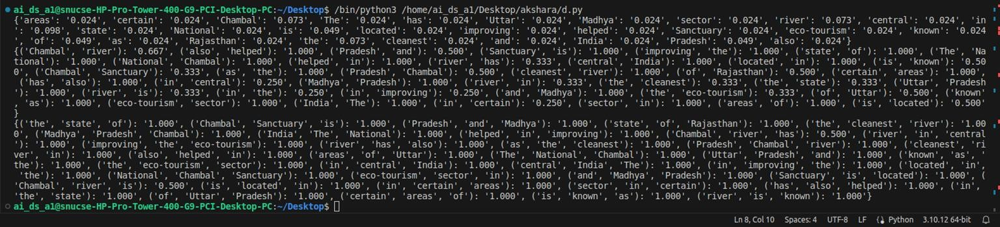 ai_ds_a1@snucse-HP-Pro-Tower-400-G9-PCI-Desktop-PC:~/Desktop$ /bin/python3 /home/ai_ds_a1/Desktop/akshara/d.py
{'areas': '0.024', 'certain': '0.024', 'Chambal': '0.073', 'The': '0.024', 'has': '0.024', 'Uttar': '0.024', 'Madhya': '0.024', 'sector': '0.024', 'river': '0.073', 'central': '0.024', 'in
': '0.098', 'state': '0.024', 'National': '0.024', 'is': '0.049', 'located': '0.024', 'improving': '0.024', 'helped': '0.024', 'Sanctuary': '0.024', 'eco-tourism': '0.024', 'known': '0.024
', 'of': '0.049', 'as': '0.024', 'Rajasthan': '0.024', 'the': '0.073', 'cleanest': '0.024', 'and': '0.024', 'India': '0.024', 'Pradesh': '0.049', 'also': '0.024'}
{('Chambal', 'river'): '0.667', ('also', 'helped'): '1.000', ('Pradesh', 'and'): '0.500', ('Sanctuary', 'is'): '1.000', ('improving', 'the'): '1.000', ('state', 'of'): '1.000', ('The', 'Na
tional'): '1.000', ('National', 'Chambal'): '1.000', ('helped', 'in'): '1.000', ('river', 'has'): '0.333', ('central', 'India'): '1.000', ('located', 'in'): '1.000', ('is', 'known'): '0.50
0', ('Chambal', 'Sanctuary'): '0.333', ('as', 'the'): '1.000', ('Pradesh', 'Chambal'): '0.500', ('cleanest', 'river'): '1.000', ('of', 'Rajasthan'): '0.500', ('certain', 'areas'): '1.000',
('has', 'also'): '1.000', ('in', 'central'): '0.250', ('Madhya', 'Pradesh'): '1.000', ('river', 'in'): '0.333', ('the', 'cleanest'): '0.333', ('the', 'state'): '0.333', ('Uttar', 'Pradesh
'): '1.000', ('river', 'is'): '0.333', ('in', 'the'): '0.250', ('in', 'improving'): '0.250', ('and', 'Madhya'): '1.000', ('the', 'eco-tourism'): '0.333', ('of', 'Uttar'): '0.500', ('known'
, 'as'): '1.000', ('eco-tourism', 'sector'): '1.000', ('India', 'The'): '1.000', ('in', 'certain'): '0.250', ('sector', 'in'): '1.000', ('areas', 'of'): '1.000', ('is', 'located'): '0.500'
}
{('the', 'state', 'of'): '1.000', ('Chambal', 'Sanctuary', 'is'): '1.000', ('Pradesh', 'and', 'Madhya'): '1.000', ('state', 'of', 'Rajasthan'): '1.000', ('the', 'cleanest', 'river'): '1.00
0', ('Madhya', 'Pradesh', 'Chambal'): '1.000', ('India', 'The', 'National'): '1.000', ('helped', 'in', 'improving'): '1.000', ('Chambal', 'river', 'has'): '0.500', ('river', 'in', 'central
'): '1.000', ('improving', 'the', 'eco-tourism'): '1.000', ('river', 'has', 'also'): '1.000', ('as', 'the', 'cleanest'): '1.000', ('Pradesh', 'Chambal', 'river'): '1.000', ('cleanest', 'ri
ver', 'in'): '1.000', ('also', 'helped', 'in'): '1.000', ('areas', 'of', 'Uttar'): '1.000', ('The', 'National', 'Chambal'): '1.000', ('Uttar', 'Pradesh', 'and'): '1.000', ('known', 'as', '
the'): '1.000', ('the', 'eco-tourism', 'sector'): '1.000', ('in', 'central', 'India'): '1.000', ('central', 'India', 'The'): '1.000', ('in', 'improving', 'the'): '1.000', ('located', 'in',
'the'): '1.000', ('National', 'Chambal', 'Sanctuary'): '1.000', ('eco-tourism', 'sector', 'in'): '1.000', ('and', 'Madhya', 'Pradesh'): '1.000', ('Sanctuary', 'is', 'located'): '1.000', (
'Chambal', 'river', 'is'): '0.500', ('is', 'located', 'in'): '1.000', ('in', 'certain', 'areas'): '1.000', ('sector', 'in', 'certain'): '1.000', ('has', 'also', 'helped'): '1.000', ('in',
'the', 'state'): '1.000', ('of', 'Uttar', 'Pradesh'): '1.000', ('certain', 'areas', 'of'): '1.000', ('is', 'known', 'as'): '1.000', ('river', 'is', 'known'): '1.000'}
ai_ds_a1@snucse-HP-Pro-Tower-400-G9-PCI-Desktop-PC:~/Desktop$
Ln 8, Col 10 Spaces: 4 UTF-8 LF Python 3.10.12 64-bit